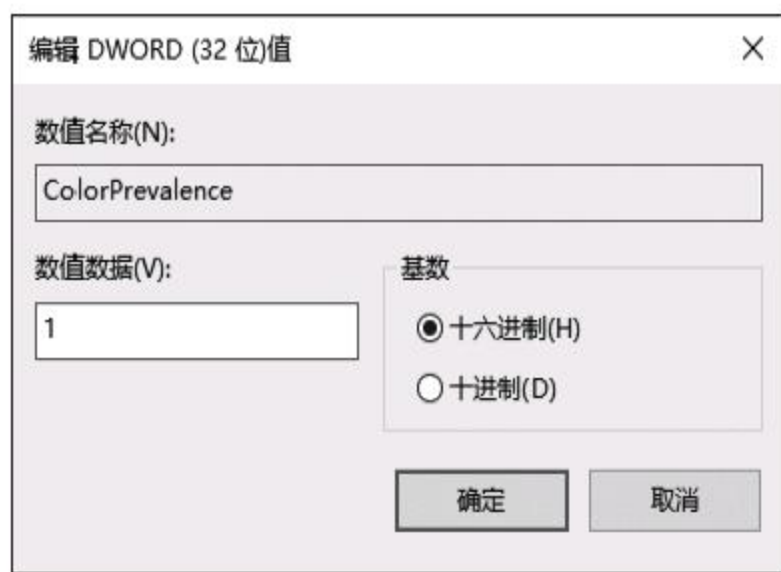 编辑 DWORD (32 位)值
数值名称(N):
ColorPrevalence
数值数据(V):
基数
1
十六进制(H)
十进制(D)
确定
取消